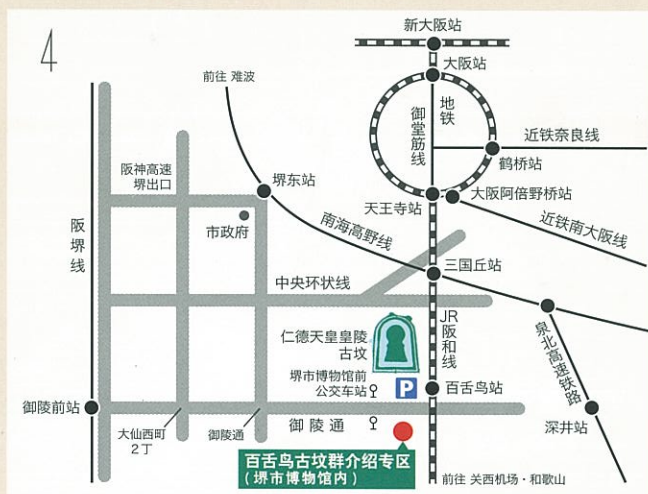 4
新大阪站
大阪站
前往 难波
地铁
御堂筋线
近铁奈良线
鹤桥站
阪神高速
堺出口
堺东站
天王寺站
大阪阿倍野桥站
市政府
南海高野线
近铁南大阪线
阪堺线
三国丘站
中央环状线
仁德天皇皇陵
古坟
JR阪和线
泉北高速铁路
堺市博物馆前
公交车站
P
百舌鸟站
御陵前站
大仙西町
2丁
御陵通
御陵通
深井站
百舌鸟古坟群介绍专区
(堺市博物馆内)
前往 关西机场・和歌山